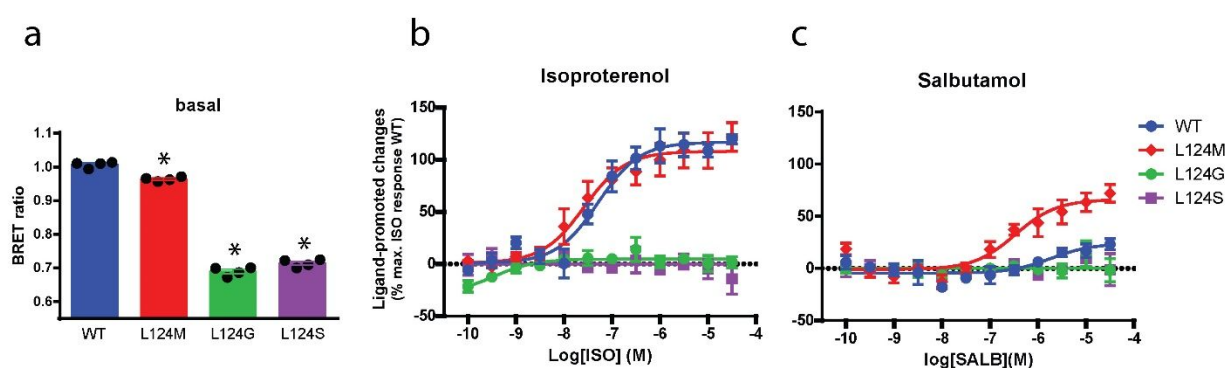 a
basal
BRET ratio
1.1
1.0
0.9
0.8
0.7
0.6
*
*
*
WT
L124M
L124G
L124S
b
Isoproterenol
Ligand-promoted changes
(% max. ISO response WT)
150
100
50
0
-50
-10
-9
-8
-7
-6
-5
-4
Log[ISO] (M)
c
Salbutamol
150
100
50
0
-50
-10
-9
-8
-7
-6
-5
-4
log[SALB](M)
WT
L124M
L124G
L124S